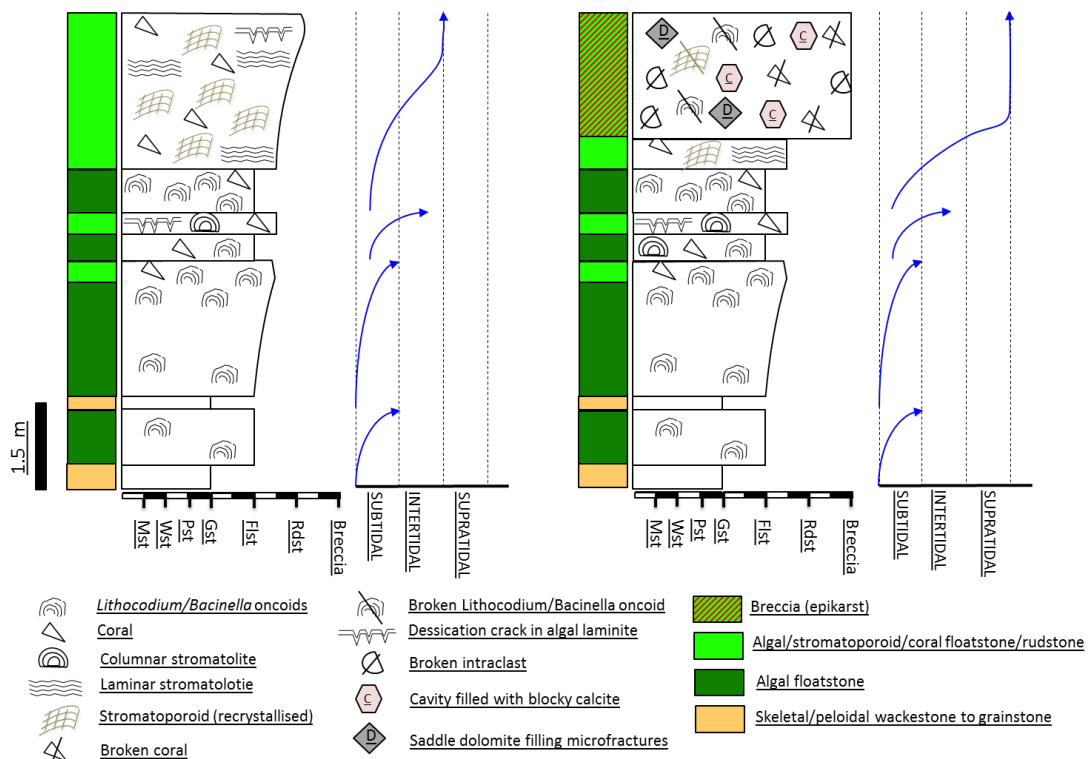 D
C
C
D
C
1.5 m
Mst
Wst
Pst
Gst
Flst
Rdst
Breccia
SUBTIDAL
INTERTIDAL
SUPRATIDAL
Mst
Wst
Pst
Gst
Flst
Rdst
Breccia
SUBTIDAL
INTERTIDAL
SUPRATIDAL
Lithocodium/Bacinella oncoids
Coral
Columnar stromatolite
Laminar stromatolotie
Stromatoporoid (recrystallised)
Broken coral
Broken Lithocodium/Bacinella oncoid
Dessication crack in algal laminite
Broken intraclast
C
Cavity filled with blocky calcite
D
Saddle dolomite filling microfractures
Breccia (epikarst)
Algal/stromatoporoid/coral floatstone/rudstone
Algal floatstone
Skeletal/peloidal wackestone to grainstone